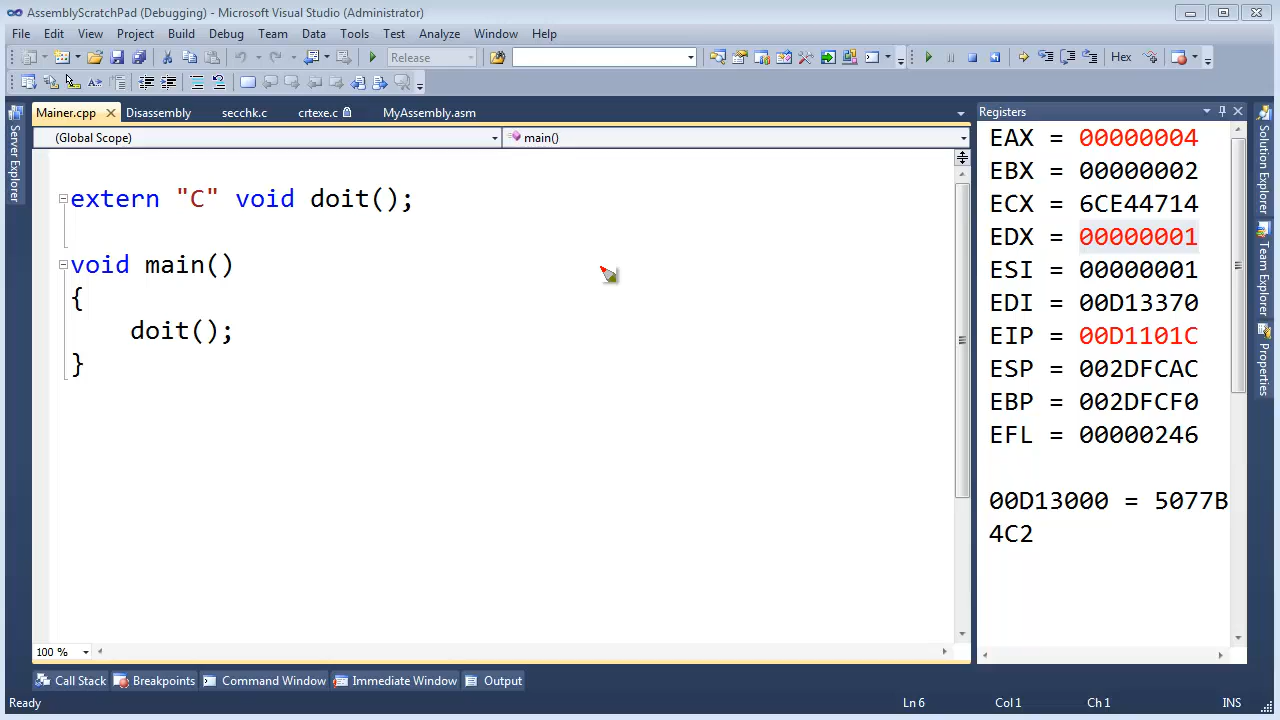 AssemblyScratchPad (Debugging) - Microsoft Visual Studio (Administrator)
File Edit View Project Build Debug Team Data Tools Test Analyze Window Help
Release
Hex
Mainer.cpp Disassembly secchk.c crtexe.c MyAssembly.asm
Registers
(Global Scope) main()
Server Explorer
Solution Explorer
Team Explorer
Properties
extern "C" void doit();
void main()
{
doit();
}
EAX = 00000004
EBX = 00000002
ECX = 6CE44714
EDX = 00000001
ESI = 00000001
EDI = 00D13370
EIP = 00D1101C
ESP = 002DFCAC
EBP = 002DFCF0
EFL = 00000246
00D13000 = 5077B
4C2
100 %
Call Stack Breakpoints Command Window Immediate Window Output
Ready Ln 6 Col 1 Ch 1 INS